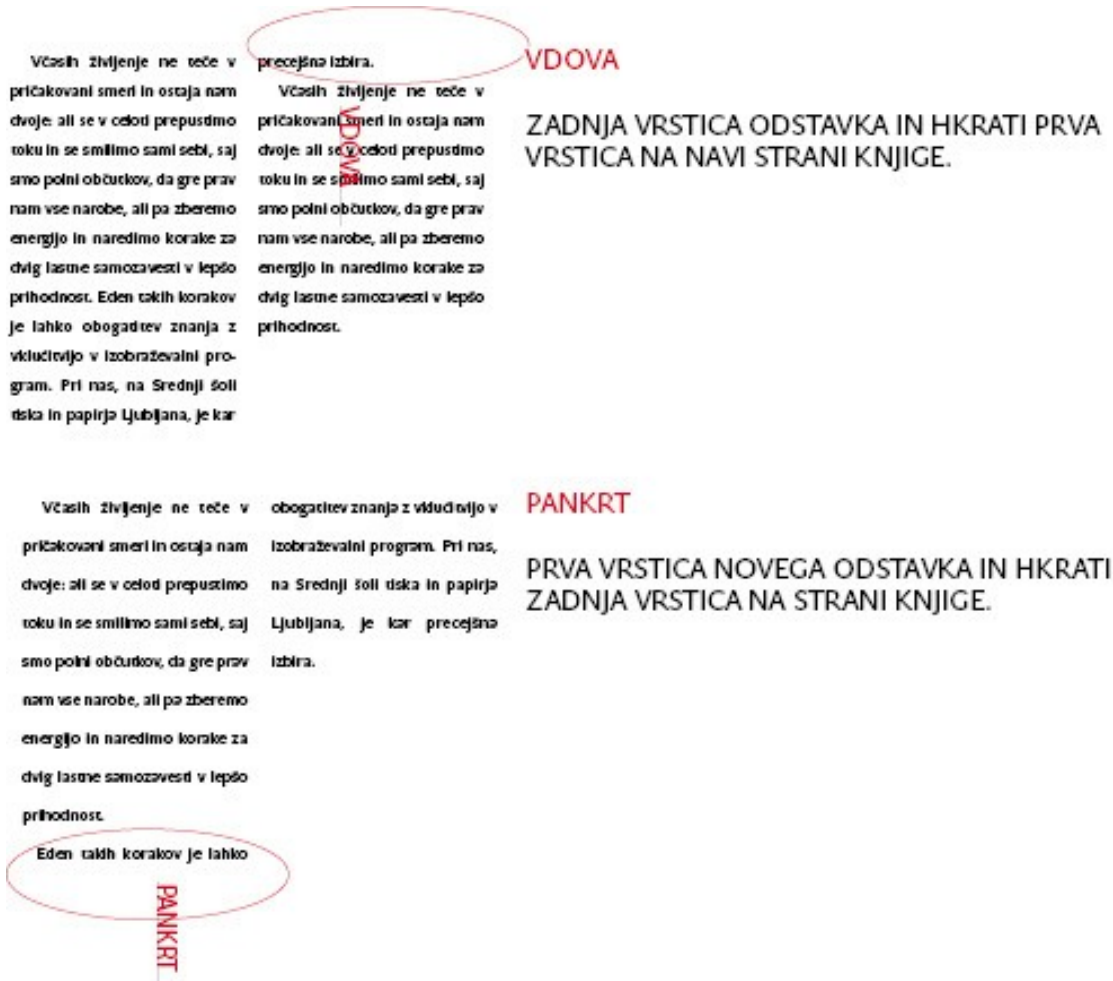 Včasih življenje ne teče v
pričakovani smeri in ostaja nam
dvoje: ali se v celoti prepustimo
toku in se smilimo sami sebi, saj
smo polni občutkov, da gre prav
nam vse narobe, ali pa zberemo
energijo in naredimo korake za
dvig lastne samozavesti v lepšo
prihodnost. Eden takih korakov
je lahko obogatitev znanja z
vključitvijo v izobraževalni pro-
gram. Pri nas, na Srednji šoli
tiska in papirja Ljubljana, je kar
precejšna izbira.
Včasih življenje ne teče v
pričakovani smeri in ostaja nam
dvoje: ali se v celoti prepustimo
toku in se smilimo sami sebi, saj
smo polni občutkov, da gre prav
nam vse narobe, ali pa zberemo
energijo in naredimo korake za
dvig lastne samozavesti v lepšo
prihodnost.
VDOVA
VDOVA
ZADNJA VRSTICA ODSTAVKA IN HKRATI PRVA
VRSTICA NA NAVI STRANI KNJIGE.
Včasih življenje ne teče v
pričakovani smeri in ostaja nam
dvoje: ali se v celoti prepustimo
toku in se smilimo sami sebi, saj
smo polni občutkov, da gre prav
nam vse narobe, ali pa zberemo
energijo in naredimo korake za
dvig lastne samozavesti v lepšo
prihodnost.
Eden takih korakov je lahko
PANKRT
obogatitev znanja z vključitvijo v
izobraževalni program. Pri nas,
na Srednji šoli tiska in papirja
Ljubljana, je kar precejšna
izbira.
PANKRT
PRVA VRSTICA NOVEGA ODSTAVKA IN HKRATI
ZADNJA VRSTICA NA STRANI KNJIGE.